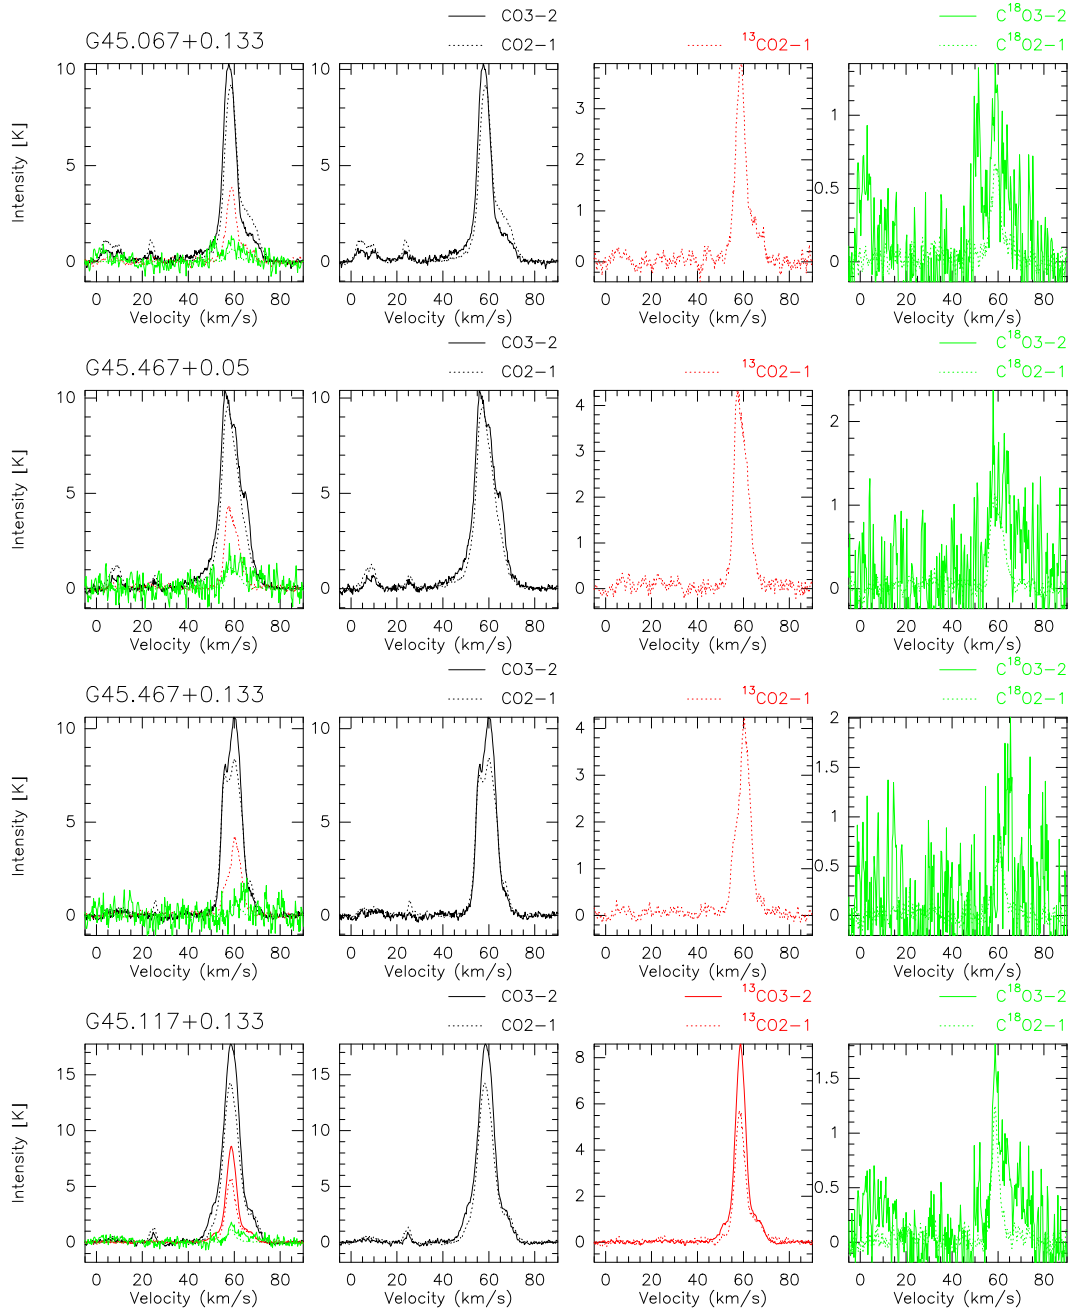 CO3-2
C¹⁸O3-2
G45.067+0.133
CO2-1
¹³CO2-1
C¹⁸O2-1
10
10
3
1
Intensity [K]
5
5
2
0.5
1
0
0
0
0
0 20 40 60 80
0 20 40 60 80
0 20 40 60 80
0 20 40 60 80
Velocity (km/s)
Velocity (km/s)
Velocity (km/s)
Velocity (km/s)
CO3-2
C¹⁸O3-2
G45.467+0.05
CO2-1
¹³CO2-1
C¹⁸O2-1
10
10
4
2
Intensity [K]
3
5
5
2
1
1
0
0
0
0
0 20 40 60 80
0 20 40 60 80
0 20 40 60 80
0 20 40 60 80
Velocity (km/s)
Velocity (km/s)
Velocity (km/s)
Velocity (km/s)
CO3-2
C¹⁸O3-2
G45.467+0.133
CO2-1
¹³CO2-1
C¹⁸O2-1
10
10
4
2
Intensity [K]
3
1.5
5
5
2
1
1
0.5
0
0
0
0
0 20 40 60 80
0 20 40 60 80
0 20 40 60 80
0 20 40 60 80
Velocity (km/s)
Velocity (km/s)
Velocity (km/s)
Velocity (km/s)
CO3-2
¹³CO3-2
C¹⁸O3-2
G45.117+0.133
CO2-1
¹³CO2-1
C¹⁸O2-1
15
15
8
1.5
Intensity [K]
10
10
6
1
4
5
5
2
0.5
0
0
0
0
0 20 40 60 80
0 20 40 60 80
0 20 40 60 80
0 20 40 60 80
Velocity (km/s)
Velocity (km/s)
Velocity (km/s)
Velocity (km/s)